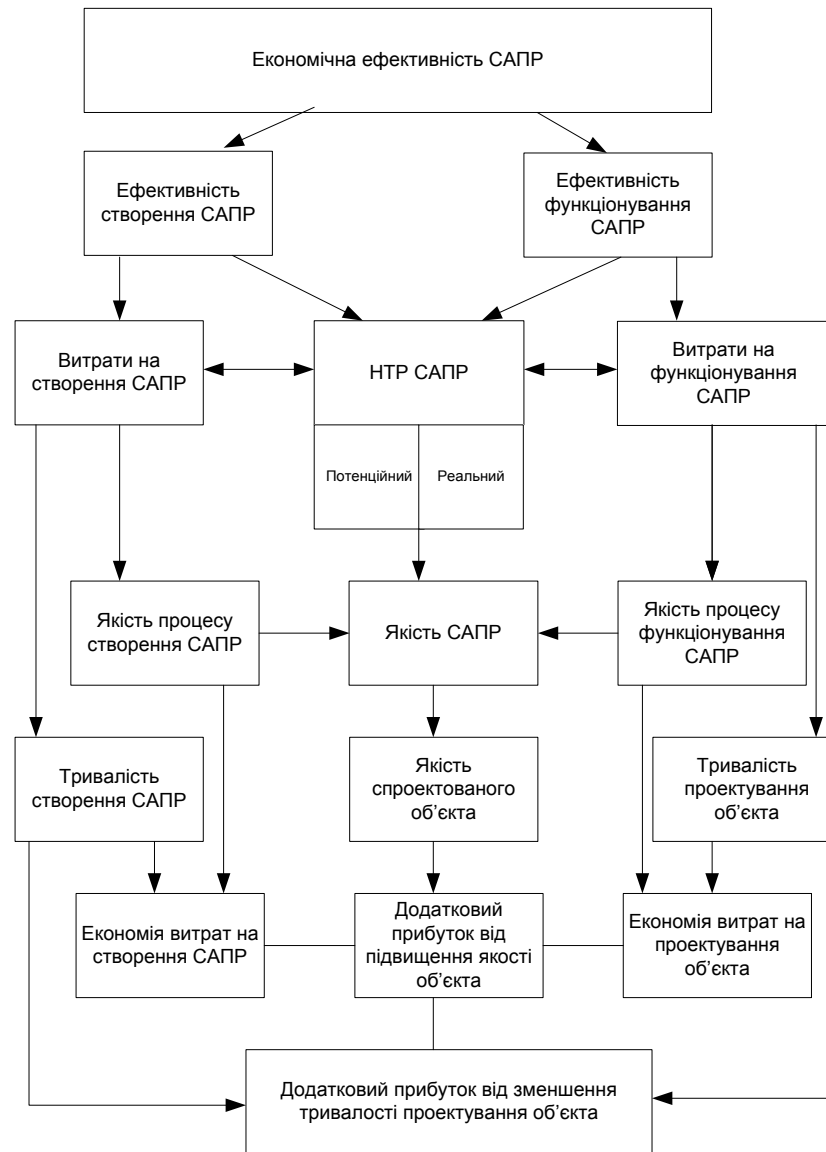 Економічна ефективність САПР
Ефективність
створення САПР
Ефективність
функціонування
САПР
Витрати на
створення САПР
НТР САПР
Витрати на
функціонування
САПР
Потенційний
Реальний
Якість процесу
створення САПР
Якість САПР
Якість процесу
функціонування
САПР
Тривалість
створення САПР
Якість
спроектованого
об’єкта
Тривалість
проектування
об’єкта
Економія витрат на
створення САПР
Додатковий
прибуток від
підвищення якості
об’єкта
Економія витрат на
проектування
об’єкта
Додатковий прибуток від зменшення
тривалості проектування об’єкта